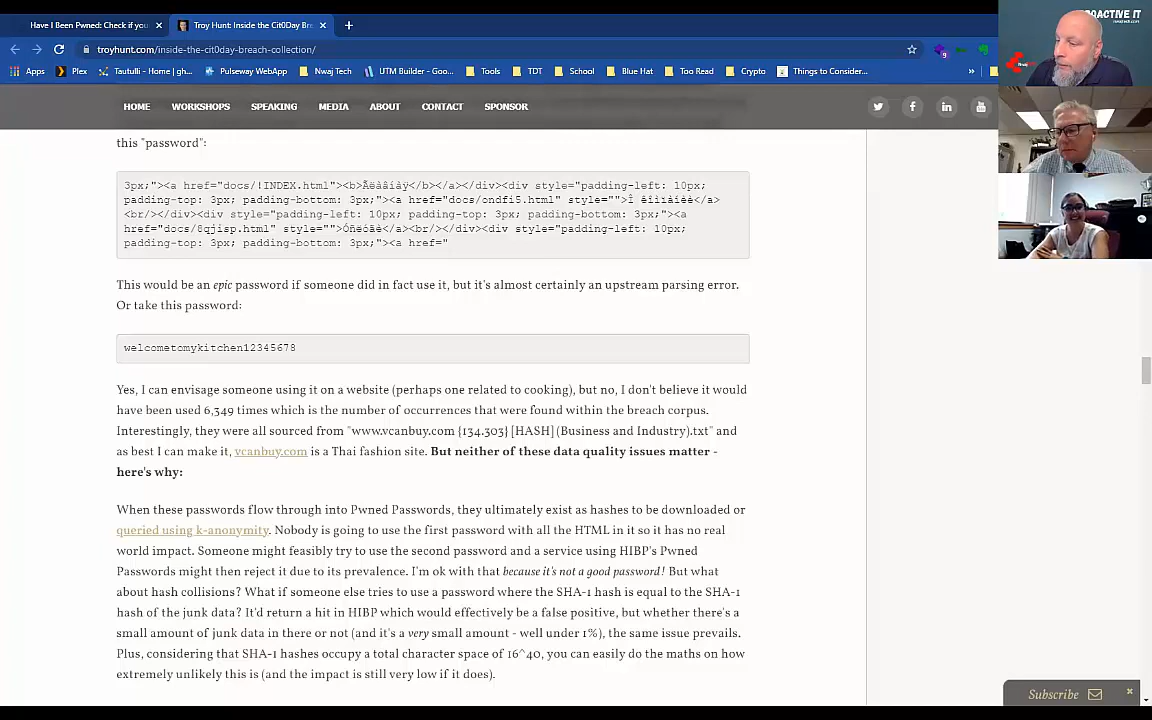 Have I Been Pwned: Check if you
Troy Hunt: Inside the Cit0Day Bre
troyhunt.com/inside-the-cit0day-breach-collection/
Apps Plex Tautulli - Home | gh... Pulseway WebApp Nwaj Tech UTM Builder - Goo... Tools TDT School Blue Hat Too Read Crypto Things to Consider... »
HOME WORKSHOPS SPEAKING MEDIA ABOUT CONTACT SPONSOR
this "password":
3px;"><a href="docs/!INDEX.html"><b>Ãëàâíàÿ</b></a></div><div style="padding-left: 10px;
padding-top: 3px; padding-bottom: 3px;"><a href="docs/ondfi5.html" style="">Î êîìïàíèè</a>
<br/></div><div style="padding-left: 10px; padding-top: 3px; padding-bottom: 3px;"><a
href="docs/8qjisp.html" style="">Óñëóãè</a><br/></div><div style="padding-left: 10px;
padding-top: 3px; padding-bottom: 3px;"><a href="
This would be an epic password if someone did in fact use it, but it's almost certainly an upstream parsing error.
Or take this password:
welcometomykitchen12345678
Yes, I can envisage someone using it on a website (perhaps one related to cooking), but no, I don't believe it would
have been used 6,349 times which is the number of occurrences that were found within the breach corpus.
Interestingly, they were all sourced from "www.vcanbuy.com {134.303} [HASH] (Business and Industry).txt" and
as best I can make it, vcanbuy.com is a Thai fashion site. But neither of these data quality issues matter -
here's why:
When these passwords flow through into Pwned Passwords, they ultimately exist as hashes to be downloaded or
queried using k-anonymity. Nobody is going to use the first password with all the HTML in it so it has no real
world impact. Someone might feasibly try to use the second password and a service using HIBP's Pwned
Passwords might then reject it due to its prevalence. I'm ok with that because it's not a good password! But what
about hash collisions? What if someone else tries to use a password where the SHA-1 hash is equal to the SHA-1
hash of the junk data? It'd return a hit in HIBP which would effectively be a false positive, but whether there's a
small amount of junk data in there or not (and it's a very small amount - well under 1%), the same issue prevails.
Plus, considering that SHA-1 hashes occupy a total character space of 16^40, you can easily do the maths on how
extremely unlikely this is (and the impact is still very low if it does).
Subscribe